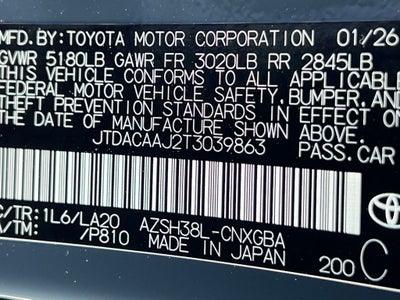 MFD. BY: TOYOTA MOTOR CORPORATION 01/26
GVWR 5180LB GAWR FR 3020LB RR 2845LB
THIS VEHICLE CONFORMS TO ALL APPLICABLE
FEDERAL MOTOR VEHICLE SAFETY, BUMPER, AND
THEFT PREVENTION STANDARDS IN EFFECT ON
THE DATE OF MANUFACTURE SHOWN ABOVE.
JTDACAAJ2T3039863 PASS.CAR
C/TR: 1L6/LA20 AZSH38L-CNXGBA
A/TM: /P810 MADE IN JAPAN 200 C
TOYOTA